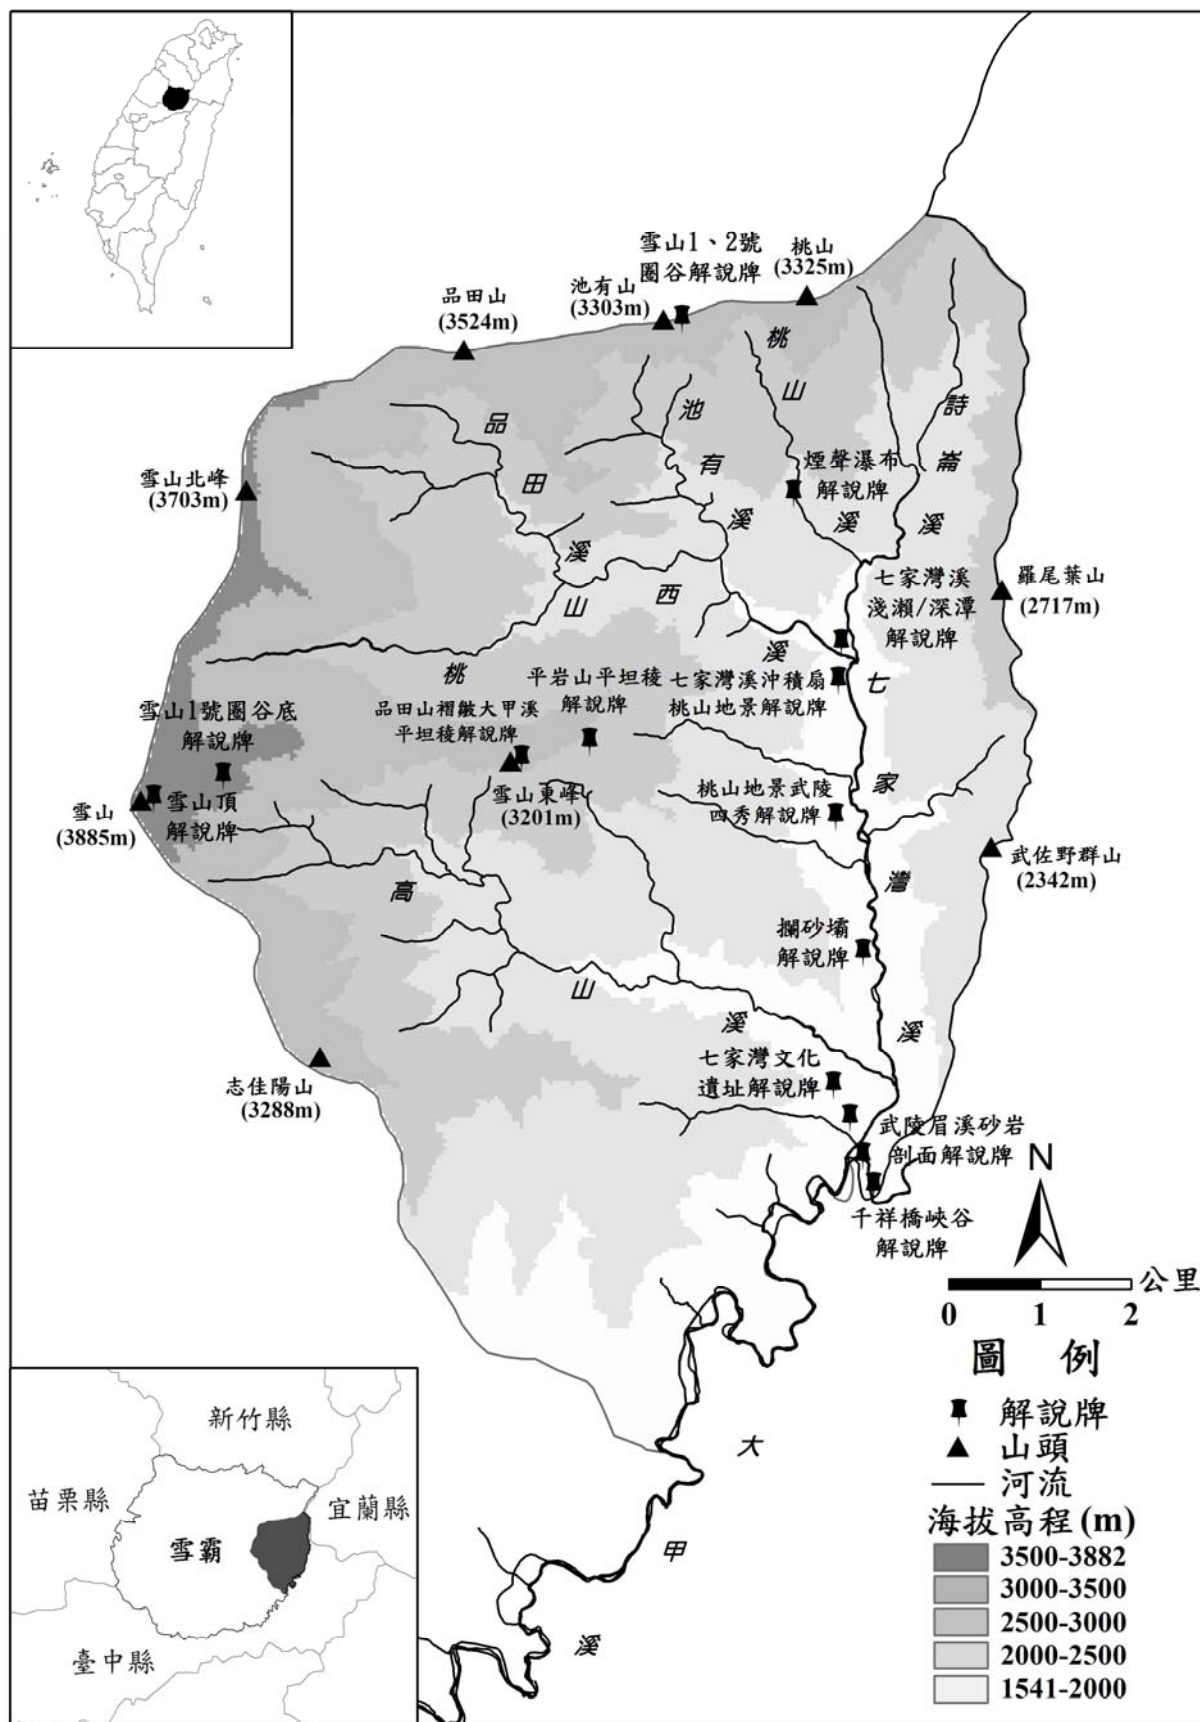 雪山1、2號
圈谷解說牌
桃山
(3325m)
池有山
(3303m)
品田山
(3524m)
桃
山
溪
品
田
溪
池
有
溪
詩
崙
溪
煙聲瀑布
解說牌
雪山北峰
(3703m)
七家灣溪
淺瀨/深潭
解說牌
羅尾葉山
(2717m)
桃
山
西
溪
平岩山平坦稜
解說牌
七家灣溪沖積扇
桃山地景解說牌
七
家
灣
溪
雪山1號圈谷底
解說牌
品田山褶皺大甲溪
平坦稜解說牌
雪山東峰
(3201m)
桃山地景武陵
四秀解說牌
雪山
(3885m)
雪山頂
解說牌
武佐野群山
(2342m)
高
山
溪
攔砂壩
解說牌
志佳陽山
(3288m)
七家灣文化
遺址解說牌
武陵眉溪砂岩
剖面解說牌
千祥橋峽谷
解說牌
N
公里
0 1 2
圖 例
解說牌
山頭
河流
海拔高程(m)
3500-3882
3000-3500
2500-3000
2000-2500
1541-2000
大
甲
溪
新竹縣
苗栗縣
宜蘭縣
雪霸
臺中縣